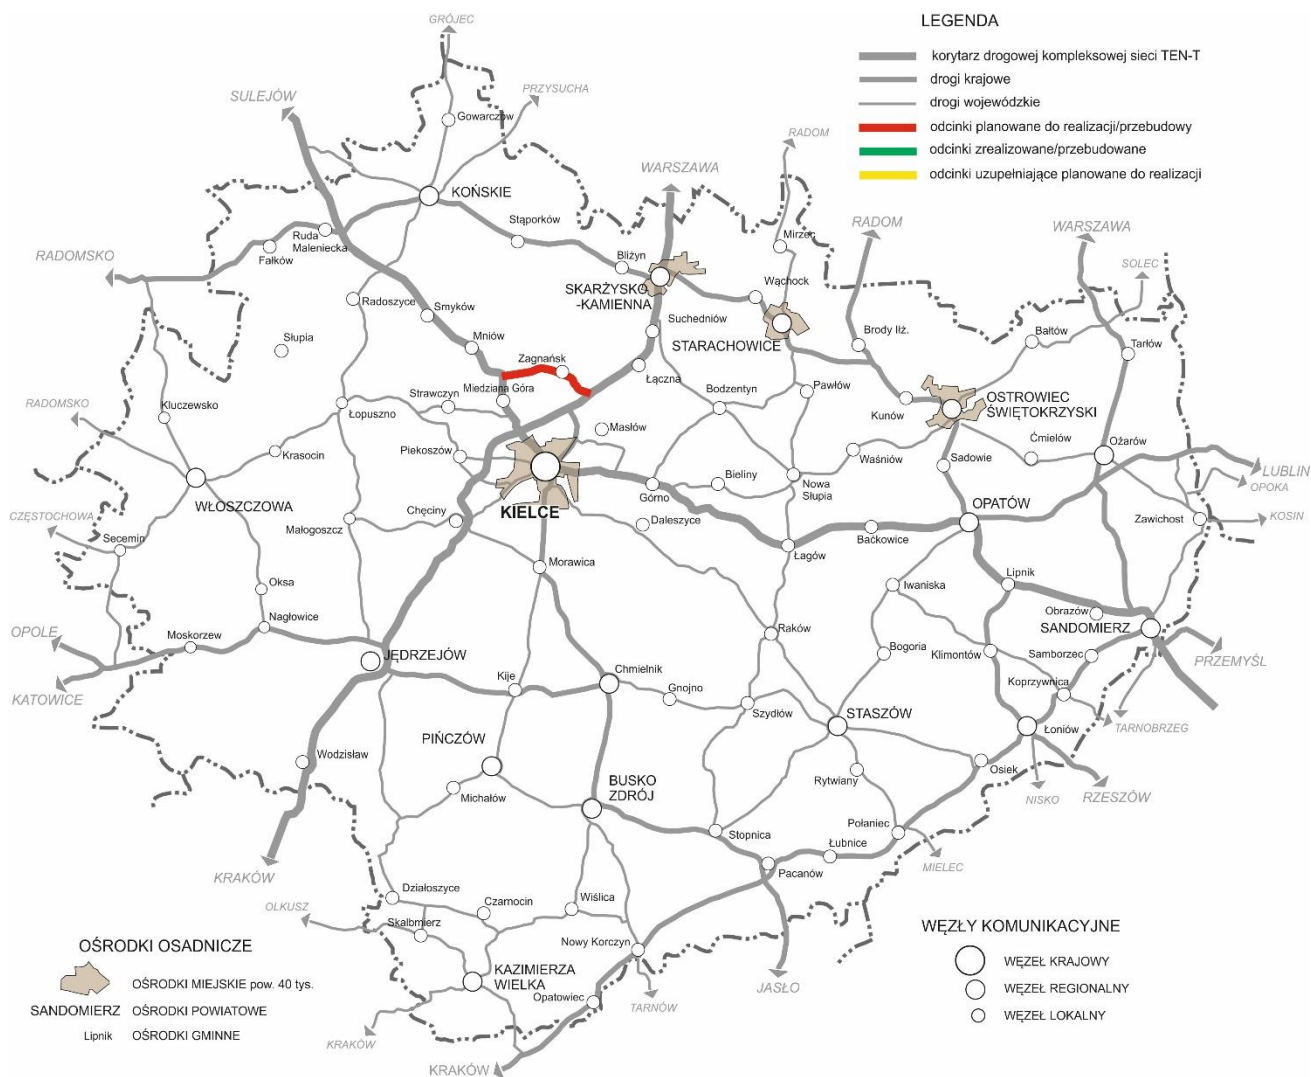 GRÓJEC
LEGENDA
korytarz drogowej kompleksowej sieci TEN-T
drogi krajowe
drogi wojewódzkie
odcinki planowane do realizacji/przebudowy
odcinki zrealizowane/przebudowane
odcinki uzupełniające planowane do realizacji
SULEJÓW
PRZYSUCHA
Gowarczów
RADOM
WARSZAWA
KOŃSKIE
RADOM
WARSZAWA
Stąporków
Ruda
Maleniecka
Fałków
RADOMSKO
Mirzec
SOLEC
Bliżyn
Wąchock
SKARŻYSKO
-KAMIENNA
Radoszyce
Smyków
Suchedniów
STARACHOWICE
Brody Iłż.
Bałtów
Tarłów
Słupia
Mniów
Zagnańsk
Łączna
Miedziana Góra
Strawczyn
Bodzentyn
Pawłów
Kunów
OSTROWIEC
ŚWIĘTOKRZYSKI
RADOMSKO
Kluczewsko
Łopuszno
Masłów
Piekoszów
Krasocin
Waśniów
Ćmielów
Ożarów
Sadowie
WŁOSZCZOWA
KIELCE
Górno
Bieliny
Nowa
Słupia
LUBLIN
OPOKA
OPATÓW
CZĘSTOCHOWA
Secemin
Małogoszcz
Chęciny
Daleszyce
Baćkowice
Zawichost
KOSIN
Łagów
Morawica
Oksa
Iwaniska
Lipnik
Obrazów
Nagłowice
SANDOMIERZ
OPOLE
Moskorzew
JĘDRZEJÓW
Raków
Bogoria
Klimontów
Samborzec
PRZEMYŚL
KATOWICE
Kije
Chmielnik
Gnojno
Koprzywnica
Szydłów
STASZÓW
Łoniów
TARNOBRZEG
PIŃCZÓW
Wodzisław
Michałów
BUSKO
ZDRÓJ
Rytwiany
Osiek
NISKO
RZESZÓW
Stopnica
Połaniec
Łubnice
MIELEC
KRAKÓW
Pacanów
Działoszyce
OLKUSZ
Czarnocin
Wiślica
Skalbmierz
Nowy Korczyn
JASŁO
KAZIMIERZA
WIELKA
Opatowiec
TARNÓW
KRAKÓW
KRAKÓW
OŚRODKI OSADNICZE
OŚRODKI MIEJSKIE pow. 40 tys.
SANDOMIERZ OŚRODKI POWIATOWE
Lipnik OŚRODKI GMINNE
WĘZŁY KOMUNIKACYJNE
WĘZEŁ KRAJOWY
WĘZEŁ REGIONALNY
WĘZEŁ LOKALNY